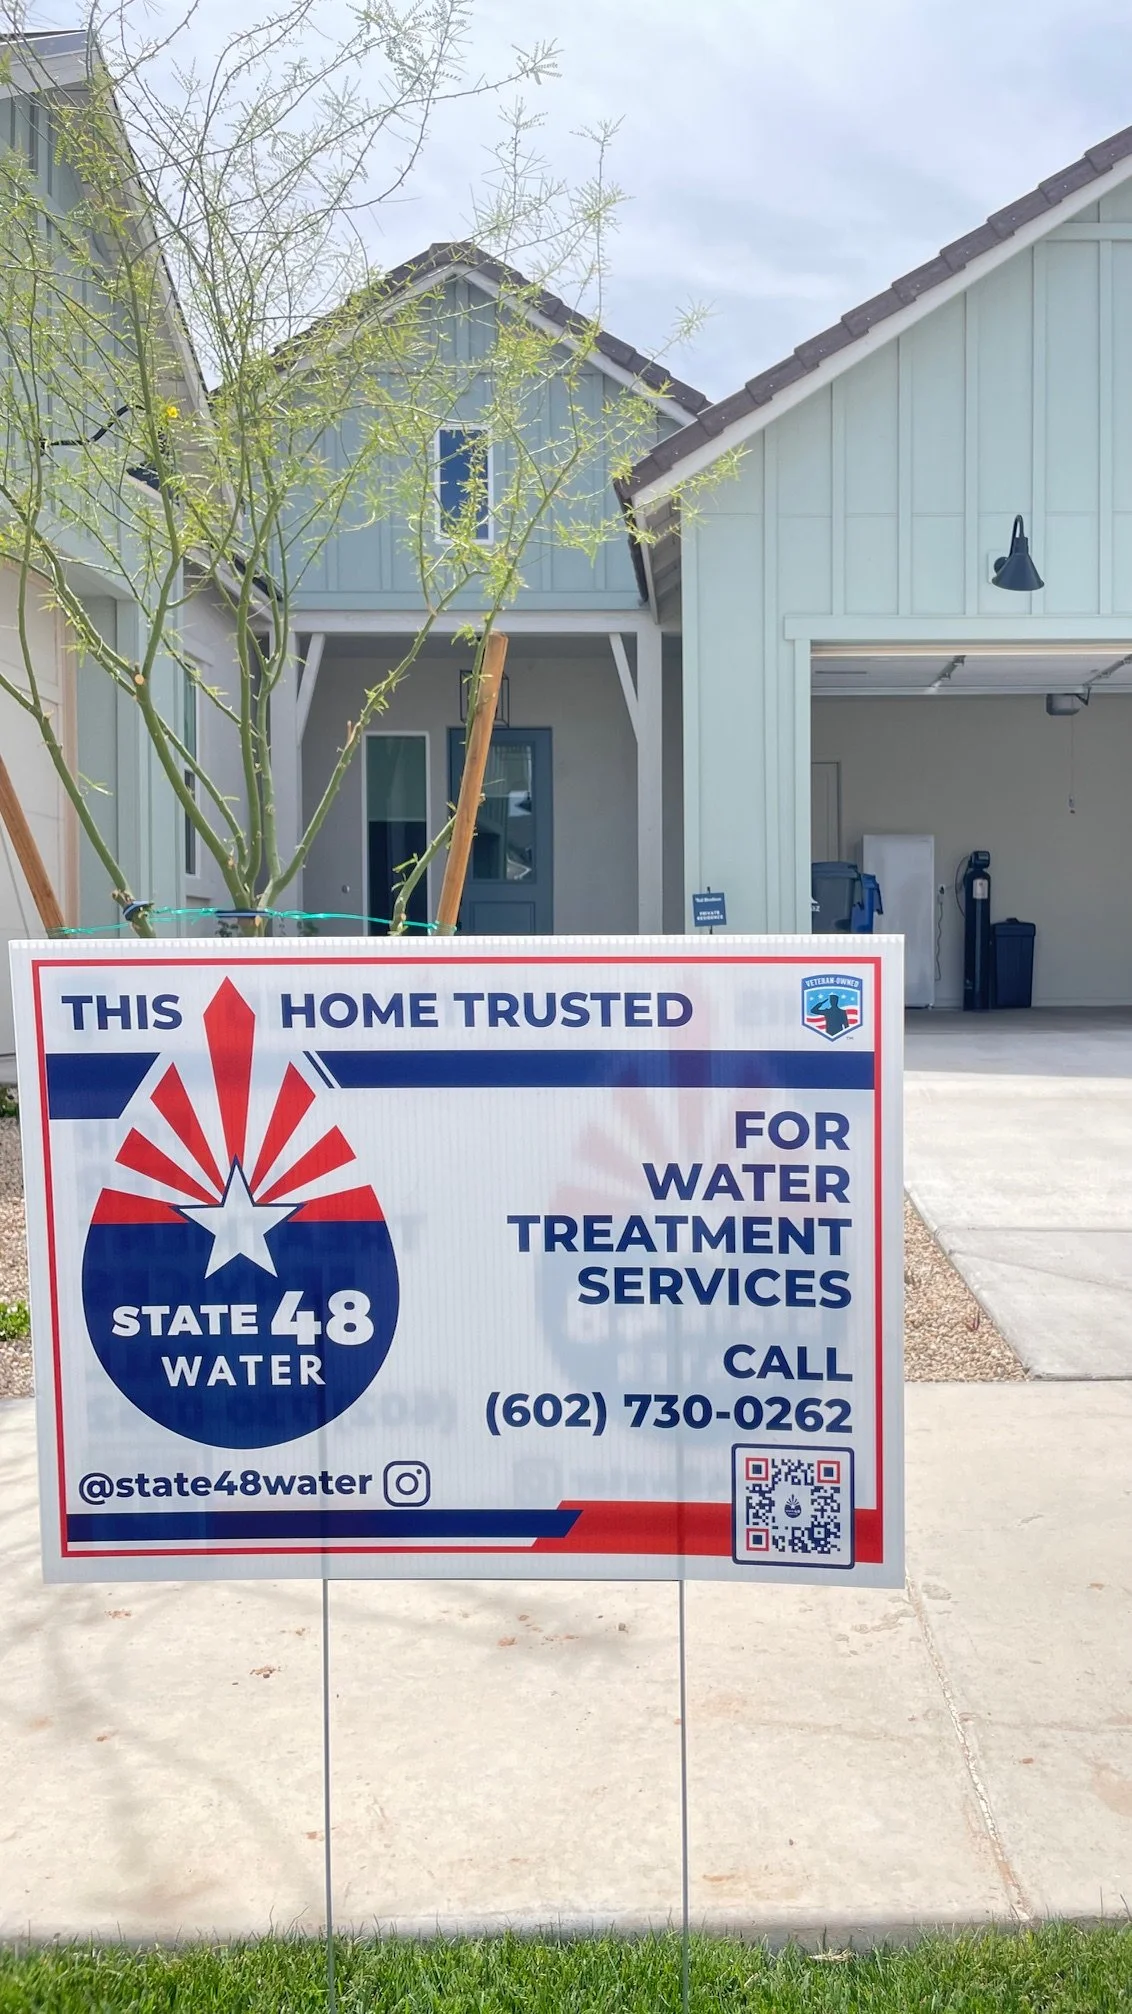 THIS HOME TRUSTED
VETERAN-OWNED
TM
FOR
WATER
TREATMENT
SERVICES
STATE 48
WATER
CALL
(602) 730-0262
@state48water
PRIVATE
RESIDENCE